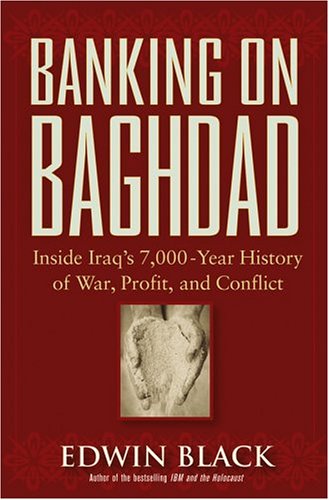 BANKING ON
BAGHDAD
Inside Iraq's 7,000-Year History
of War, Profit, and Conflict
EDWIN BLACK
Author of the bestselling IBM and the Holocaust